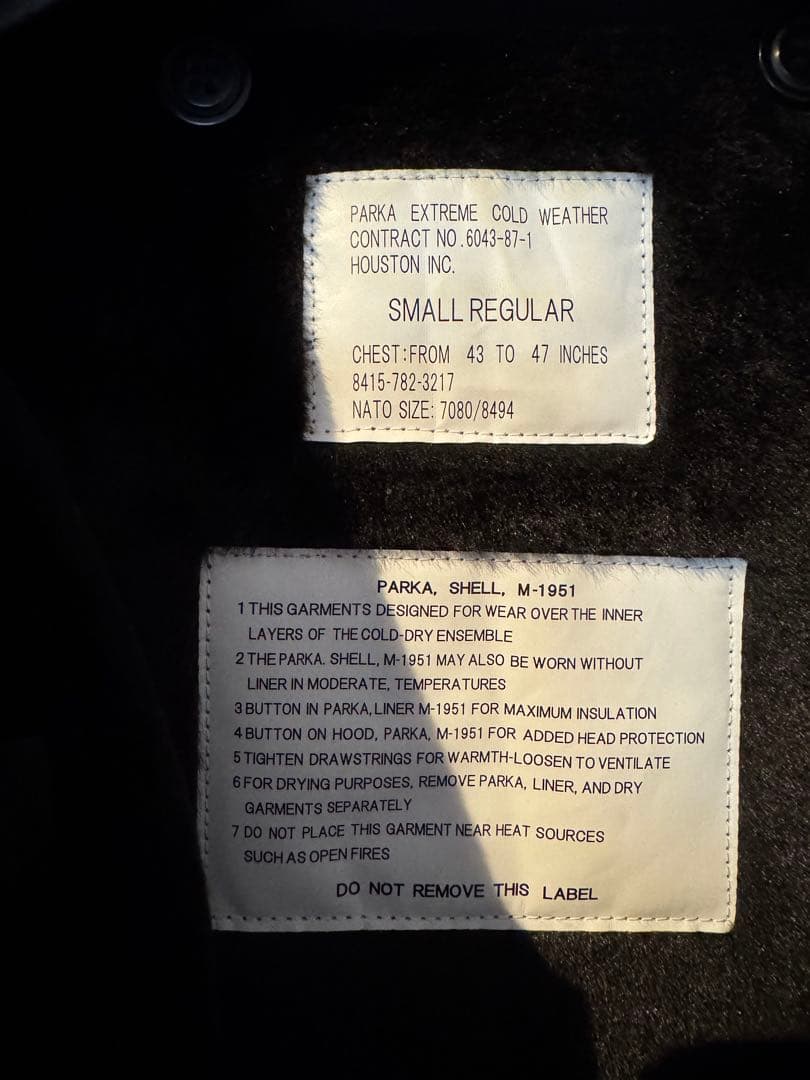 PARKA EXTREME COLD WEATHER
CONTRACT NO.6043-87-1
HOUSTON INC.
SMALL REGULAR
CHEST:FROM 43 TO 47 INCHES
8415-782-3217
NATO SIZE: 7080/8494
PARKA, SHELL, M-1951
1 THIS GARMENTS DESIGNED FOR WEAR OVER THE INNER
LAYERS OF THE COLD-DRY ENSEMBLE
2 THE PARKA. SHELL, M-1951 MAY ALSO BE WORN WITHOUT
LINER IN MODERATE, TEMPERATURES
3 BUTTON IN PARKA, LINER M-1951 FOR MAXIMUM INSULATION
4 BUTTON ON HOOD, PARKA, M-1951 FOR ADDED HEAD PROTECTION
5 TIGHTEN DRAWSTRINGS FOR WARMTH-LOOSEN TO VENTILATE
6 FOR DRYING PURPOSES, REMOVE PARKA, LINER, AND DRY
GARMENTS SEPARATELY
7 DO NOT PLACE THIS GARMENT NEAR HEAT SOURCES
SUCH AS OPEN FIRES
DO NOT REMOVE THIS LABEL